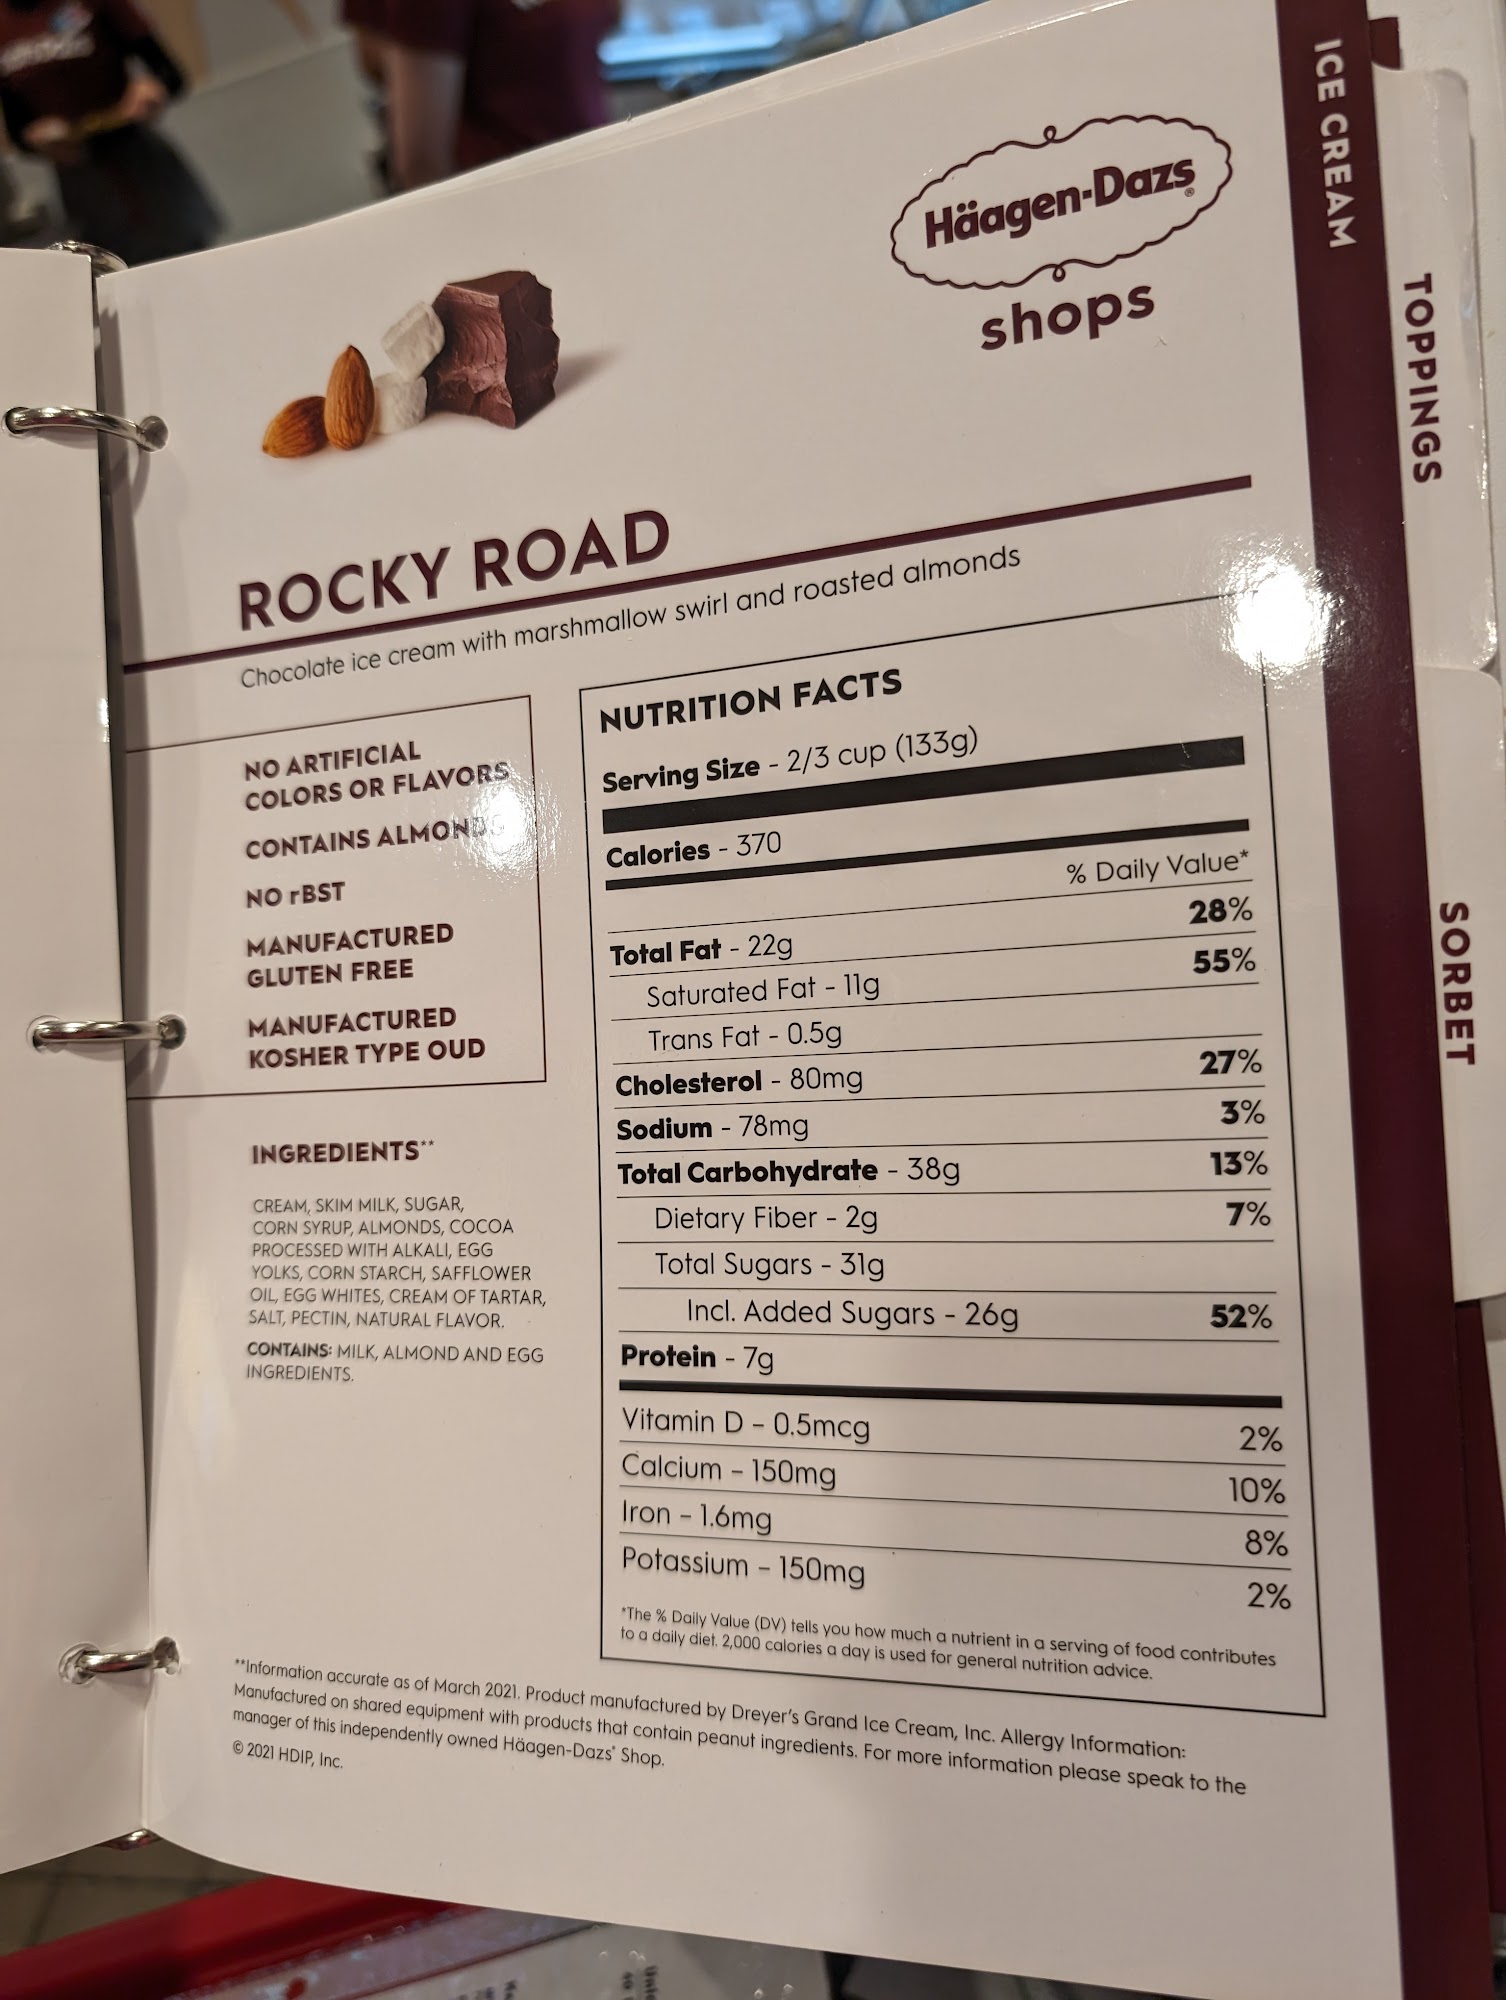 Häagen-Dazs®
shops
ROCKY ROAD
Chocolate ice cream with marshmallow swirl and roasted almonds
NO ARTIFICIAL
COLORS OR FLAVORS
CONTAINS ALMONDS
NO rBST
MANUFACTURED
GLUTEN FREE
MANUFACTURED
KOSHER TYPE OUD
INGREDIENTS**
CREAM, SKIM MILK, SUGAR,
CORN SYRUP, ALMONDS, COCOA
PROCESSED WITH ALKALI, EGG
YOLKS, CORN STARCH, SAFFLOWER
OIL, EGG WHITES, CREAM OF TARTAR,
SALT, PECTIN, NATURAL FLAVOR.
CONTAINS: MILK, ALMOND AND EGG
INGREDIENTS.
NUTRITION FACTS
Serving Size - 2/3 cup (133g)
Calories - 370
% Daily Value*
Total Fat - 22g 28%
Saturated Fat - 11g 55%
Trans Fat - 0.5g
Cholesterol - 80mg 27%
Sodium - 78mg 3%
Total Carbohydrate - 38g 13%
Dietary Fiber - 2g 7%
Total Sugars - 31g
Incl. Added Sugars - 26g 52%
Protein - 7g
Vitamin D - 0.5mcg 2%
Calcium - 150mg 10%
Iron - 1.6mg 8%
Potassium - 150mg 2%
*The % Daily Value (DV) tells you how much a nutrient in a serving of food contributes
to a daily diet. 2,000 calories a day is used for general nutrition advice.
**Information accurate as of March 2021. Product manufactured by Dreyer's Grand Ice Cream, Inc. Allergy Information:
Manufactured on shared equipment with products that contain peanut ingredients. For more information please speak to the
manager of this independently owned Häagen-Dazs® Shop.
© 2021 HDIP, Inc.
ICE CREAM
TOPPINGS
SORBET